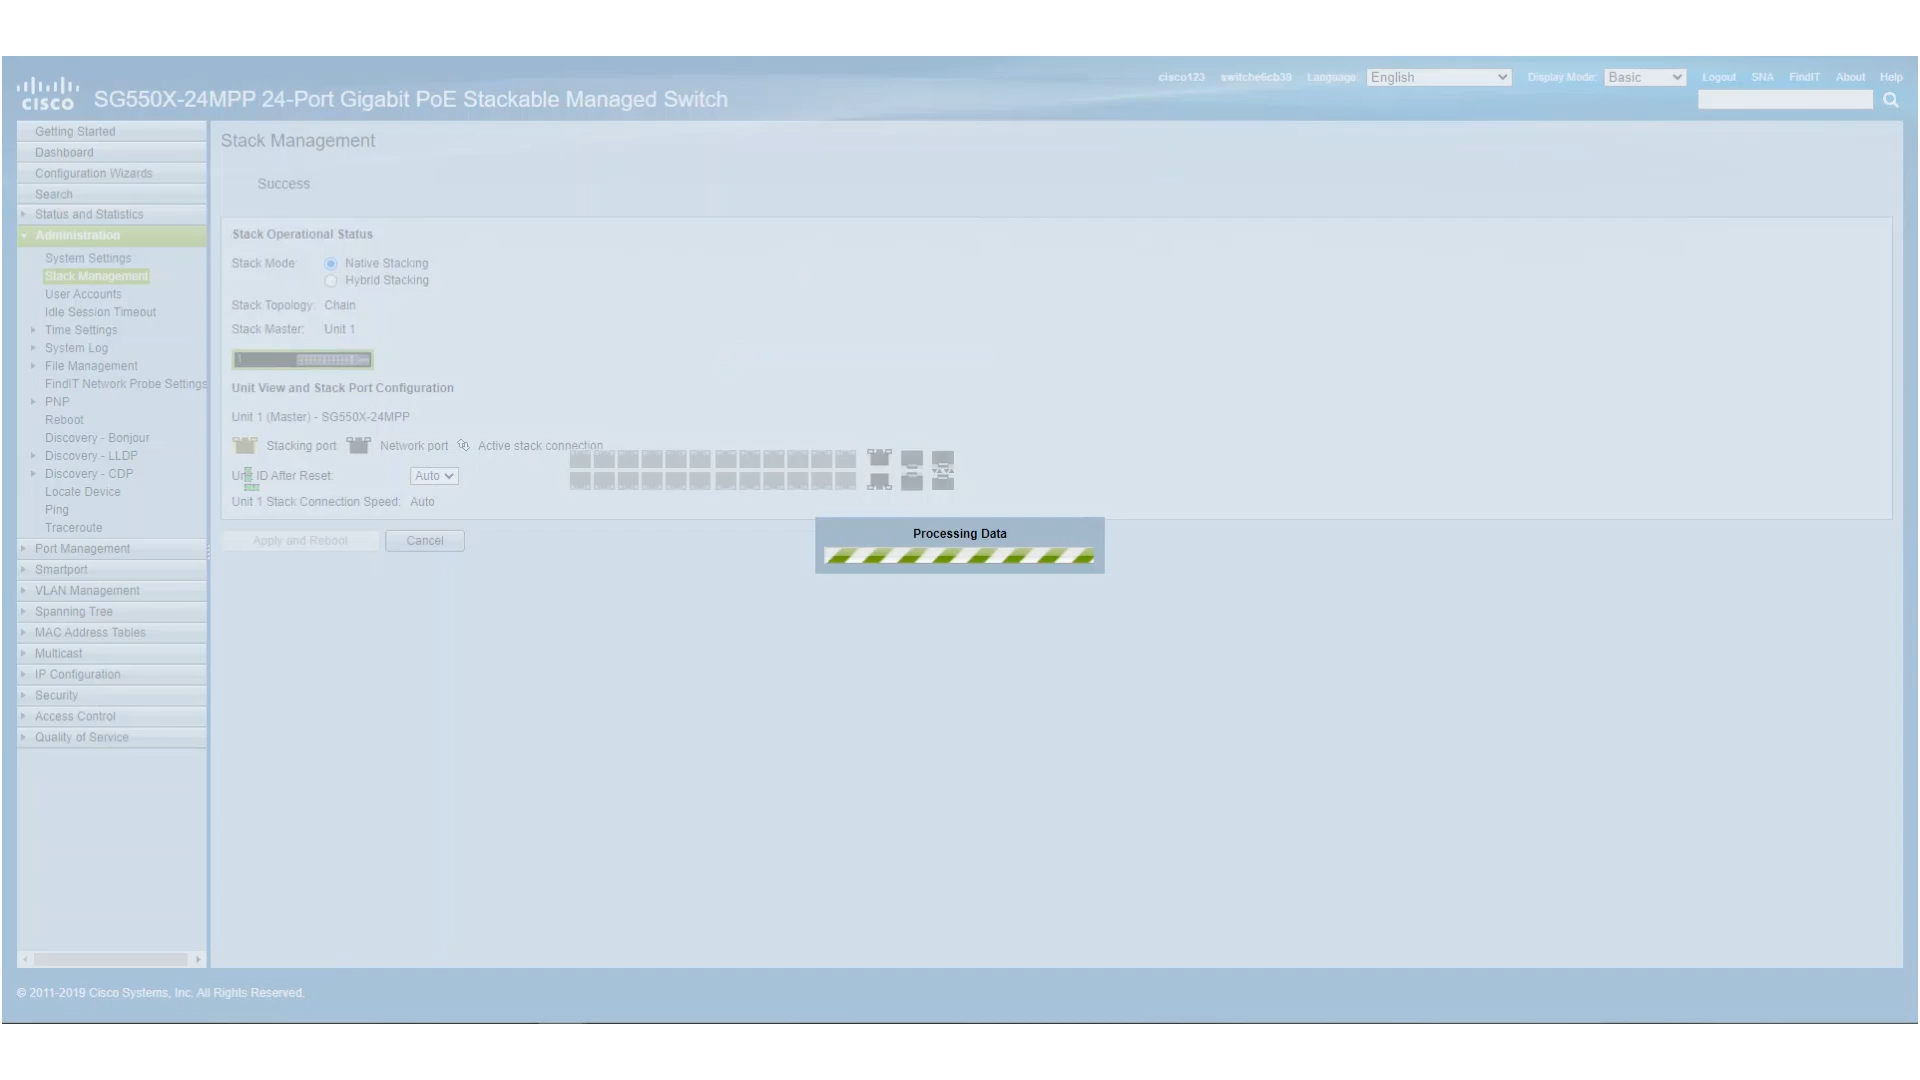 cisco123 switche6cb39 Language: English Display Mode: Basic Logout SNA FindIT About Help
CISCO SG550X-24MPP 24-Port Gigabit PoE Stackable Managed Switch
Getting Started
Dashboard
Configuration Wizards
Search
Status and Statistics
Administration
System Settings
Stack Management
User Accounts
Idle Session Timeout
Time Settings
System Log
File Management
FindIT Network Probe Settings
PNP
Reboot
Discovery - Bonjour
Discovery - LLDP
Discovery - CDP
Locate Device
Ping
Traceroute
Port Management
Smartport
VLAN Management
Spanning Tree
MAC Address Tables
Multicast
IP Configuration
Security
Access Control
Quality of Service
Stack Management
Success
Stack Operational Status
Stack Mode: Native Stacking
Hybrid Stacking
Stack Topology: Chain
Stack Master: Unit 1
1
Unit View and Stack Port Configuration
Unit 1 (Master) - SG550X-24MPP
Stacking port Network port Active stack connection
Unit ID After Reset: Auto
Unit 1 Stack Connection Speed: Auto
Apply and Reboot Cancel
Processing Data
© 2011-2019 Cisco Systems, Inc. All Rights Reserved.